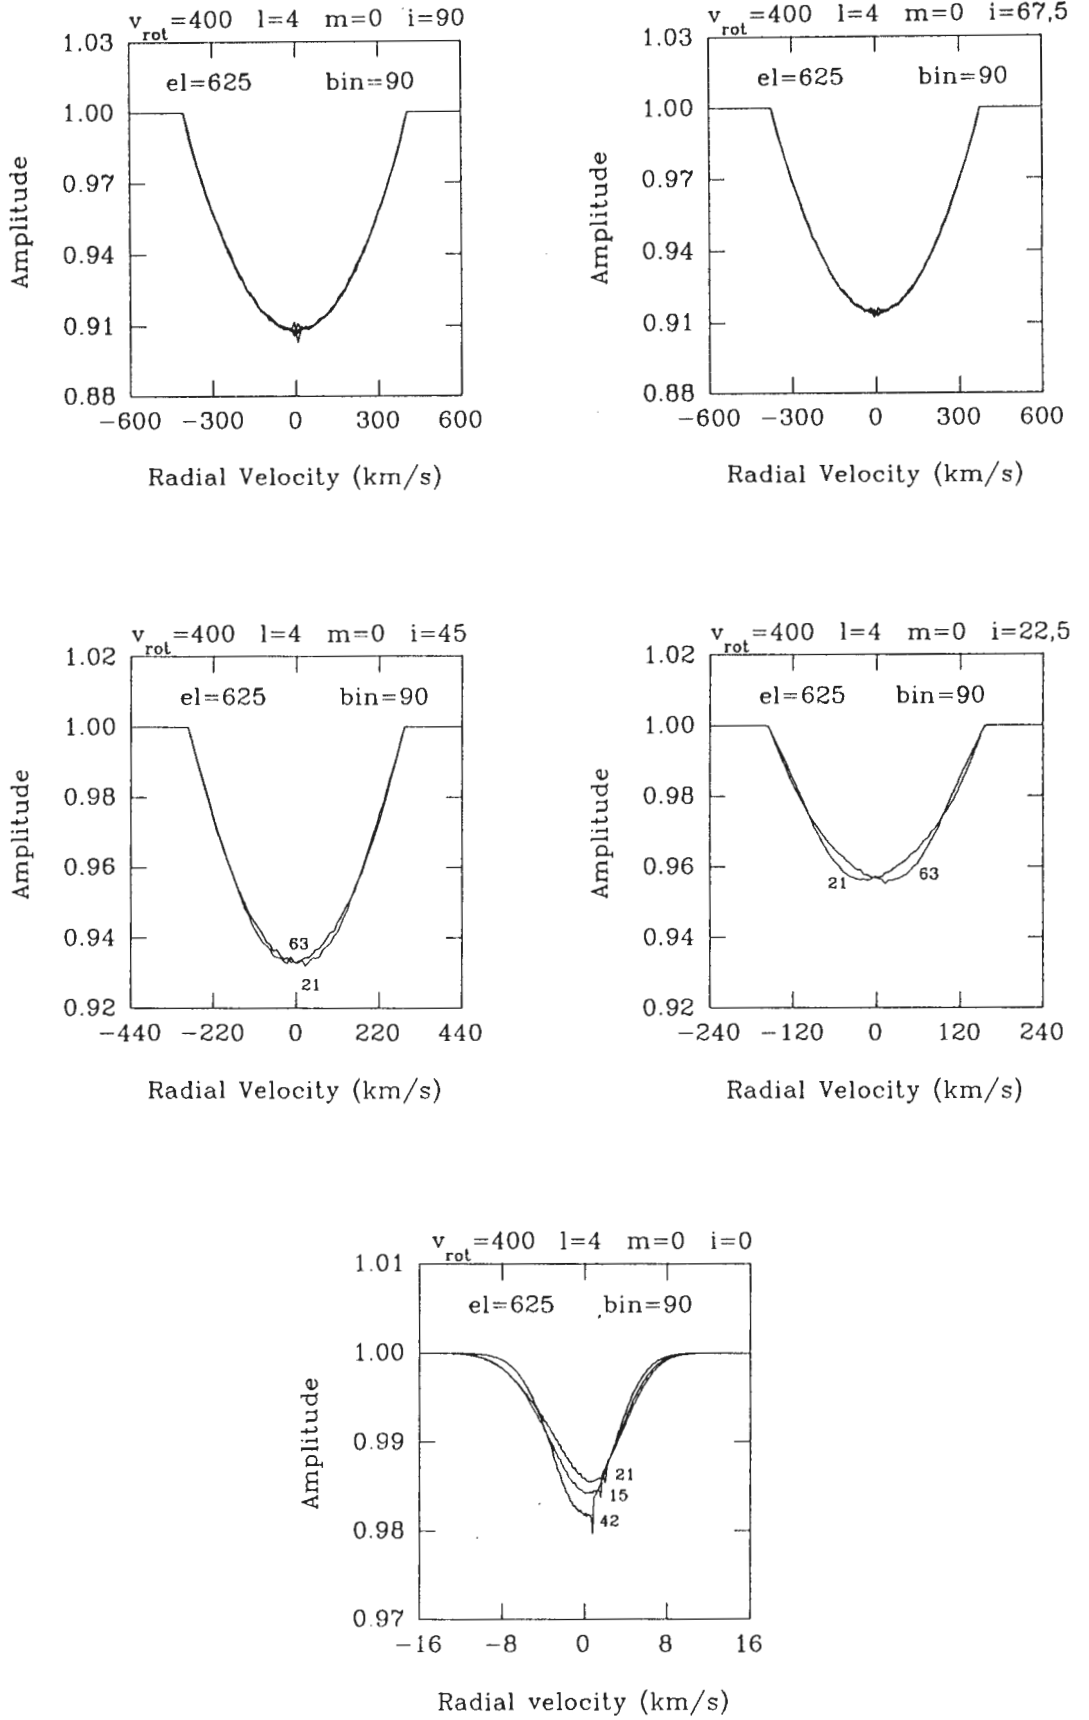 v_rot=400 l=4 m=0 i=90
1.03
1.00
0.97
0.94
0.91
0.88
el=625 bin=90
Amplitude
−600 −300 0 300 600
Radial Velocity (km/s)
v_rot=400 l=4 m=0 i=67,5
1.03
1.00
0.97
0.94
0.91
0.88
el=625 bin=90
Amplitude
−600 −300 0 300 600
Radial Velocity (km/s)
v_rot=400 l=4 m=0 i=45
1.02
1.00
0.98
0.96
0.94
0.92
el=625 bin=90
63
21
Amplitude
−440 −220 0 220 440
Radial Velocity (km/s)
v_rot=400 l=4 m=0 i=22,5
1.02
1.00
0.98
0.96
0.94
0.92
el=625 bin=90
21 63
Amplitude
−240 −120 0 120 240
Radial Velocity (km/s)
v_rot=400 l=4 m=0 i=0
1.01
1.00
0.99
0.98
0.97
el=625 bin=90
21
15
42
Amplitude
−16 −8 0 8 16
Radial velocity (km/s)